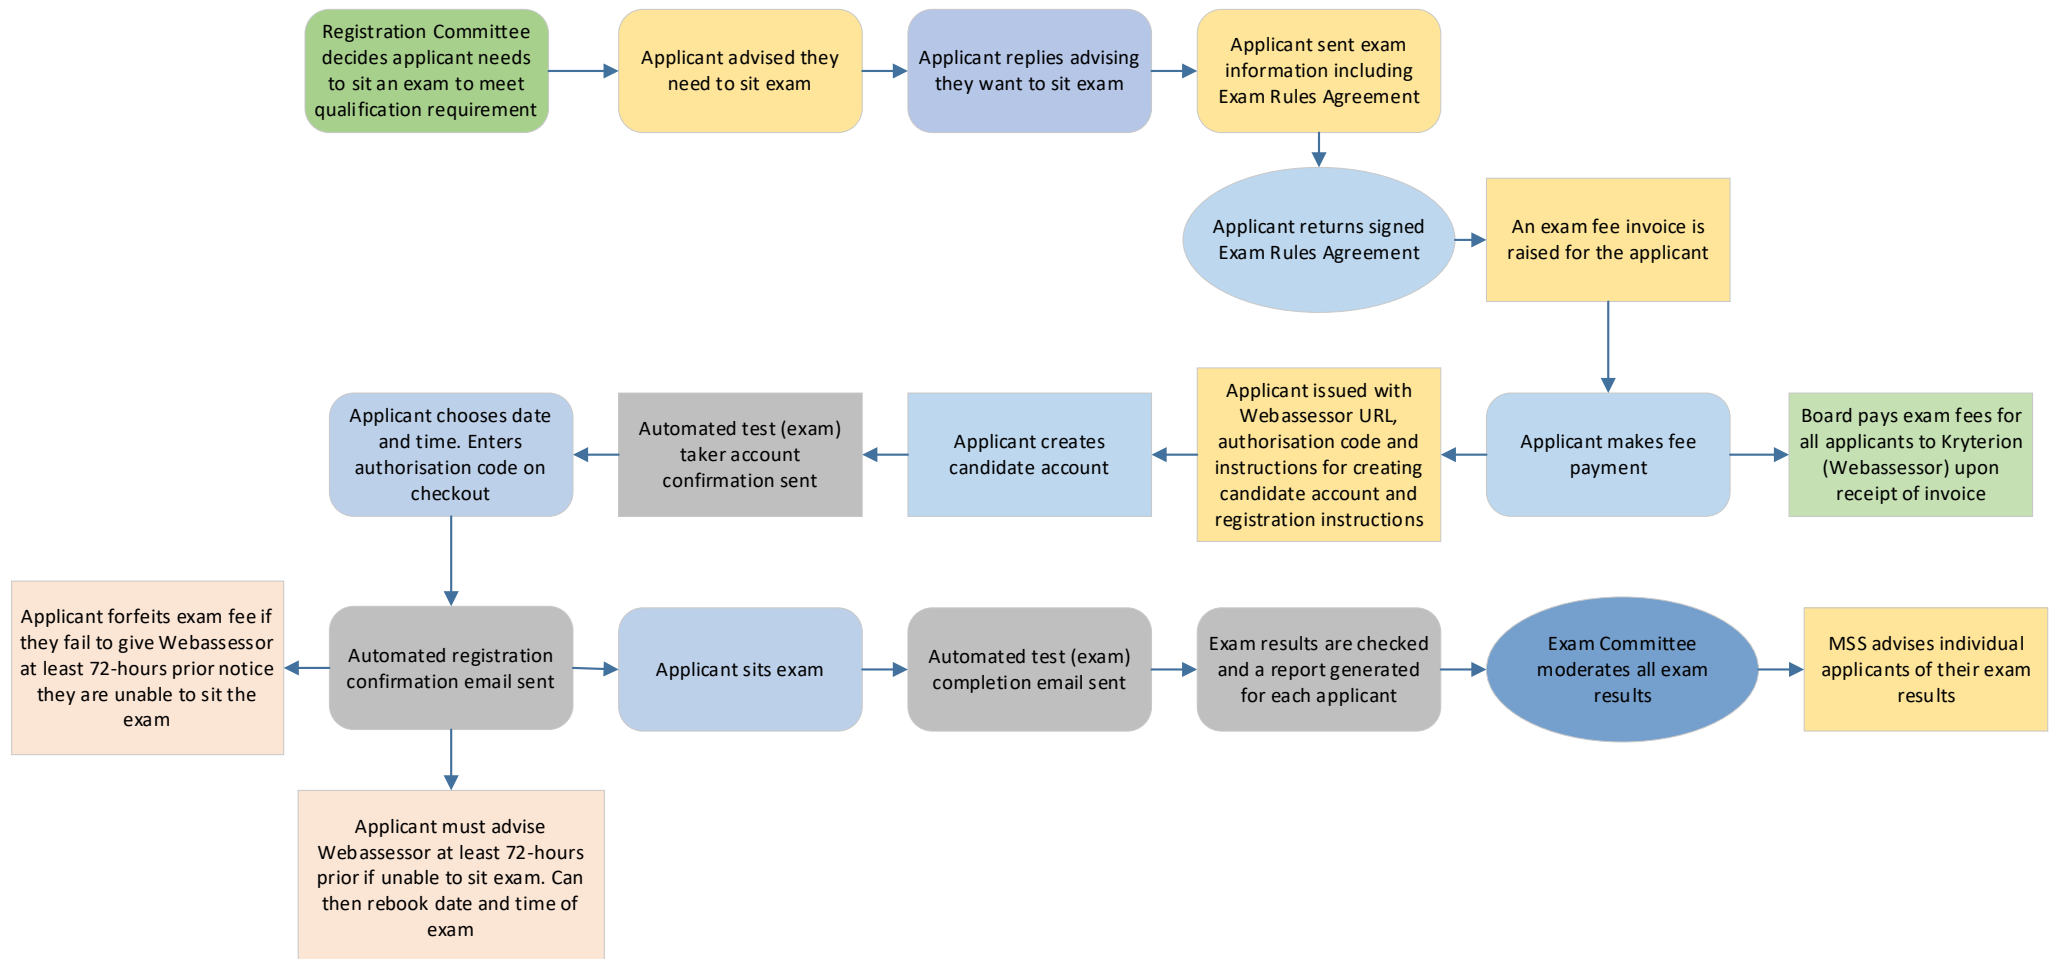 Registration Committee
decides applicant needs
to sit an exam to meet
qualification requirement
Applicant advised they
need to sit exam
Applicant replies advising
they want to sit exam
Applicant sent exam
information including
Exam Rules Agreement
Applicant returns signed
Exam Rules Agreement
An exam fee invoice is
raised for the applicant
Applicant makes fee
payment
Board pays exam fees for
all applicants to Kryterion
(Webassessor) upon
receipt of invoice
Applicant issued with
Webassessor URL,
authorisation code and
instructions for creating
candidate account and
registration instructions
Applicant creates
candidate account
Automated test (exam)
taker account
confirmation sent
Applicant chooses date
and time. Enters
authorisation code on
checkout
Automated registration
confirmation email sent
Applicant forfeits exam fee if
they fail to give Webassessor
at least 72-hours prior notice
they are unable to sit the
exam
Applicant must advise
Webassessor at least 72-hours
prior if unable to sit exam. Can
then rebook date and time of
exam
Applicant sits exam
Automated test (exam)
completion email sent
Exam results are checked
and a report generated
for each applicant
Exam Committee
moderates all exam
results
MSS advises individual
applicants of their exam
results